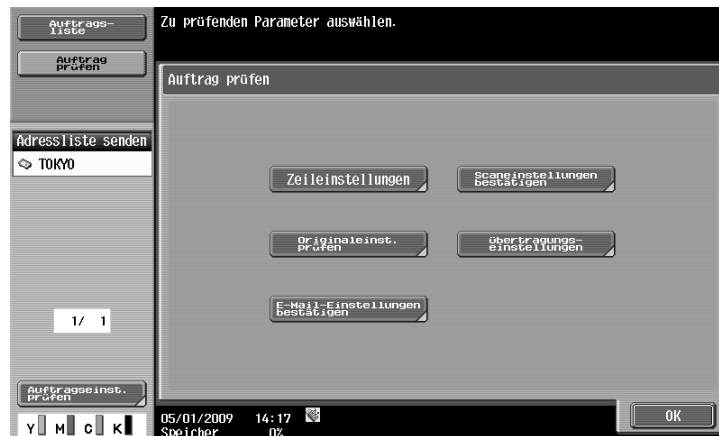 Auftrags-
liste
Zu prüfenden Parameter auswählen.
Auftrag
prüfen
Auftrag prüfen
Adressliste senden
TOKYO
Zeileinstellungen
Scaneinstellungen
bestätigen
Originaleinst.
prüfen
übertragungs-
einstellungen
E-Mail-Einstellungen
bestätigen
1/ 1
Auftragseinst.
prüfen
Y M C K
05/01/2009 14:17
Speicher 0%
OK